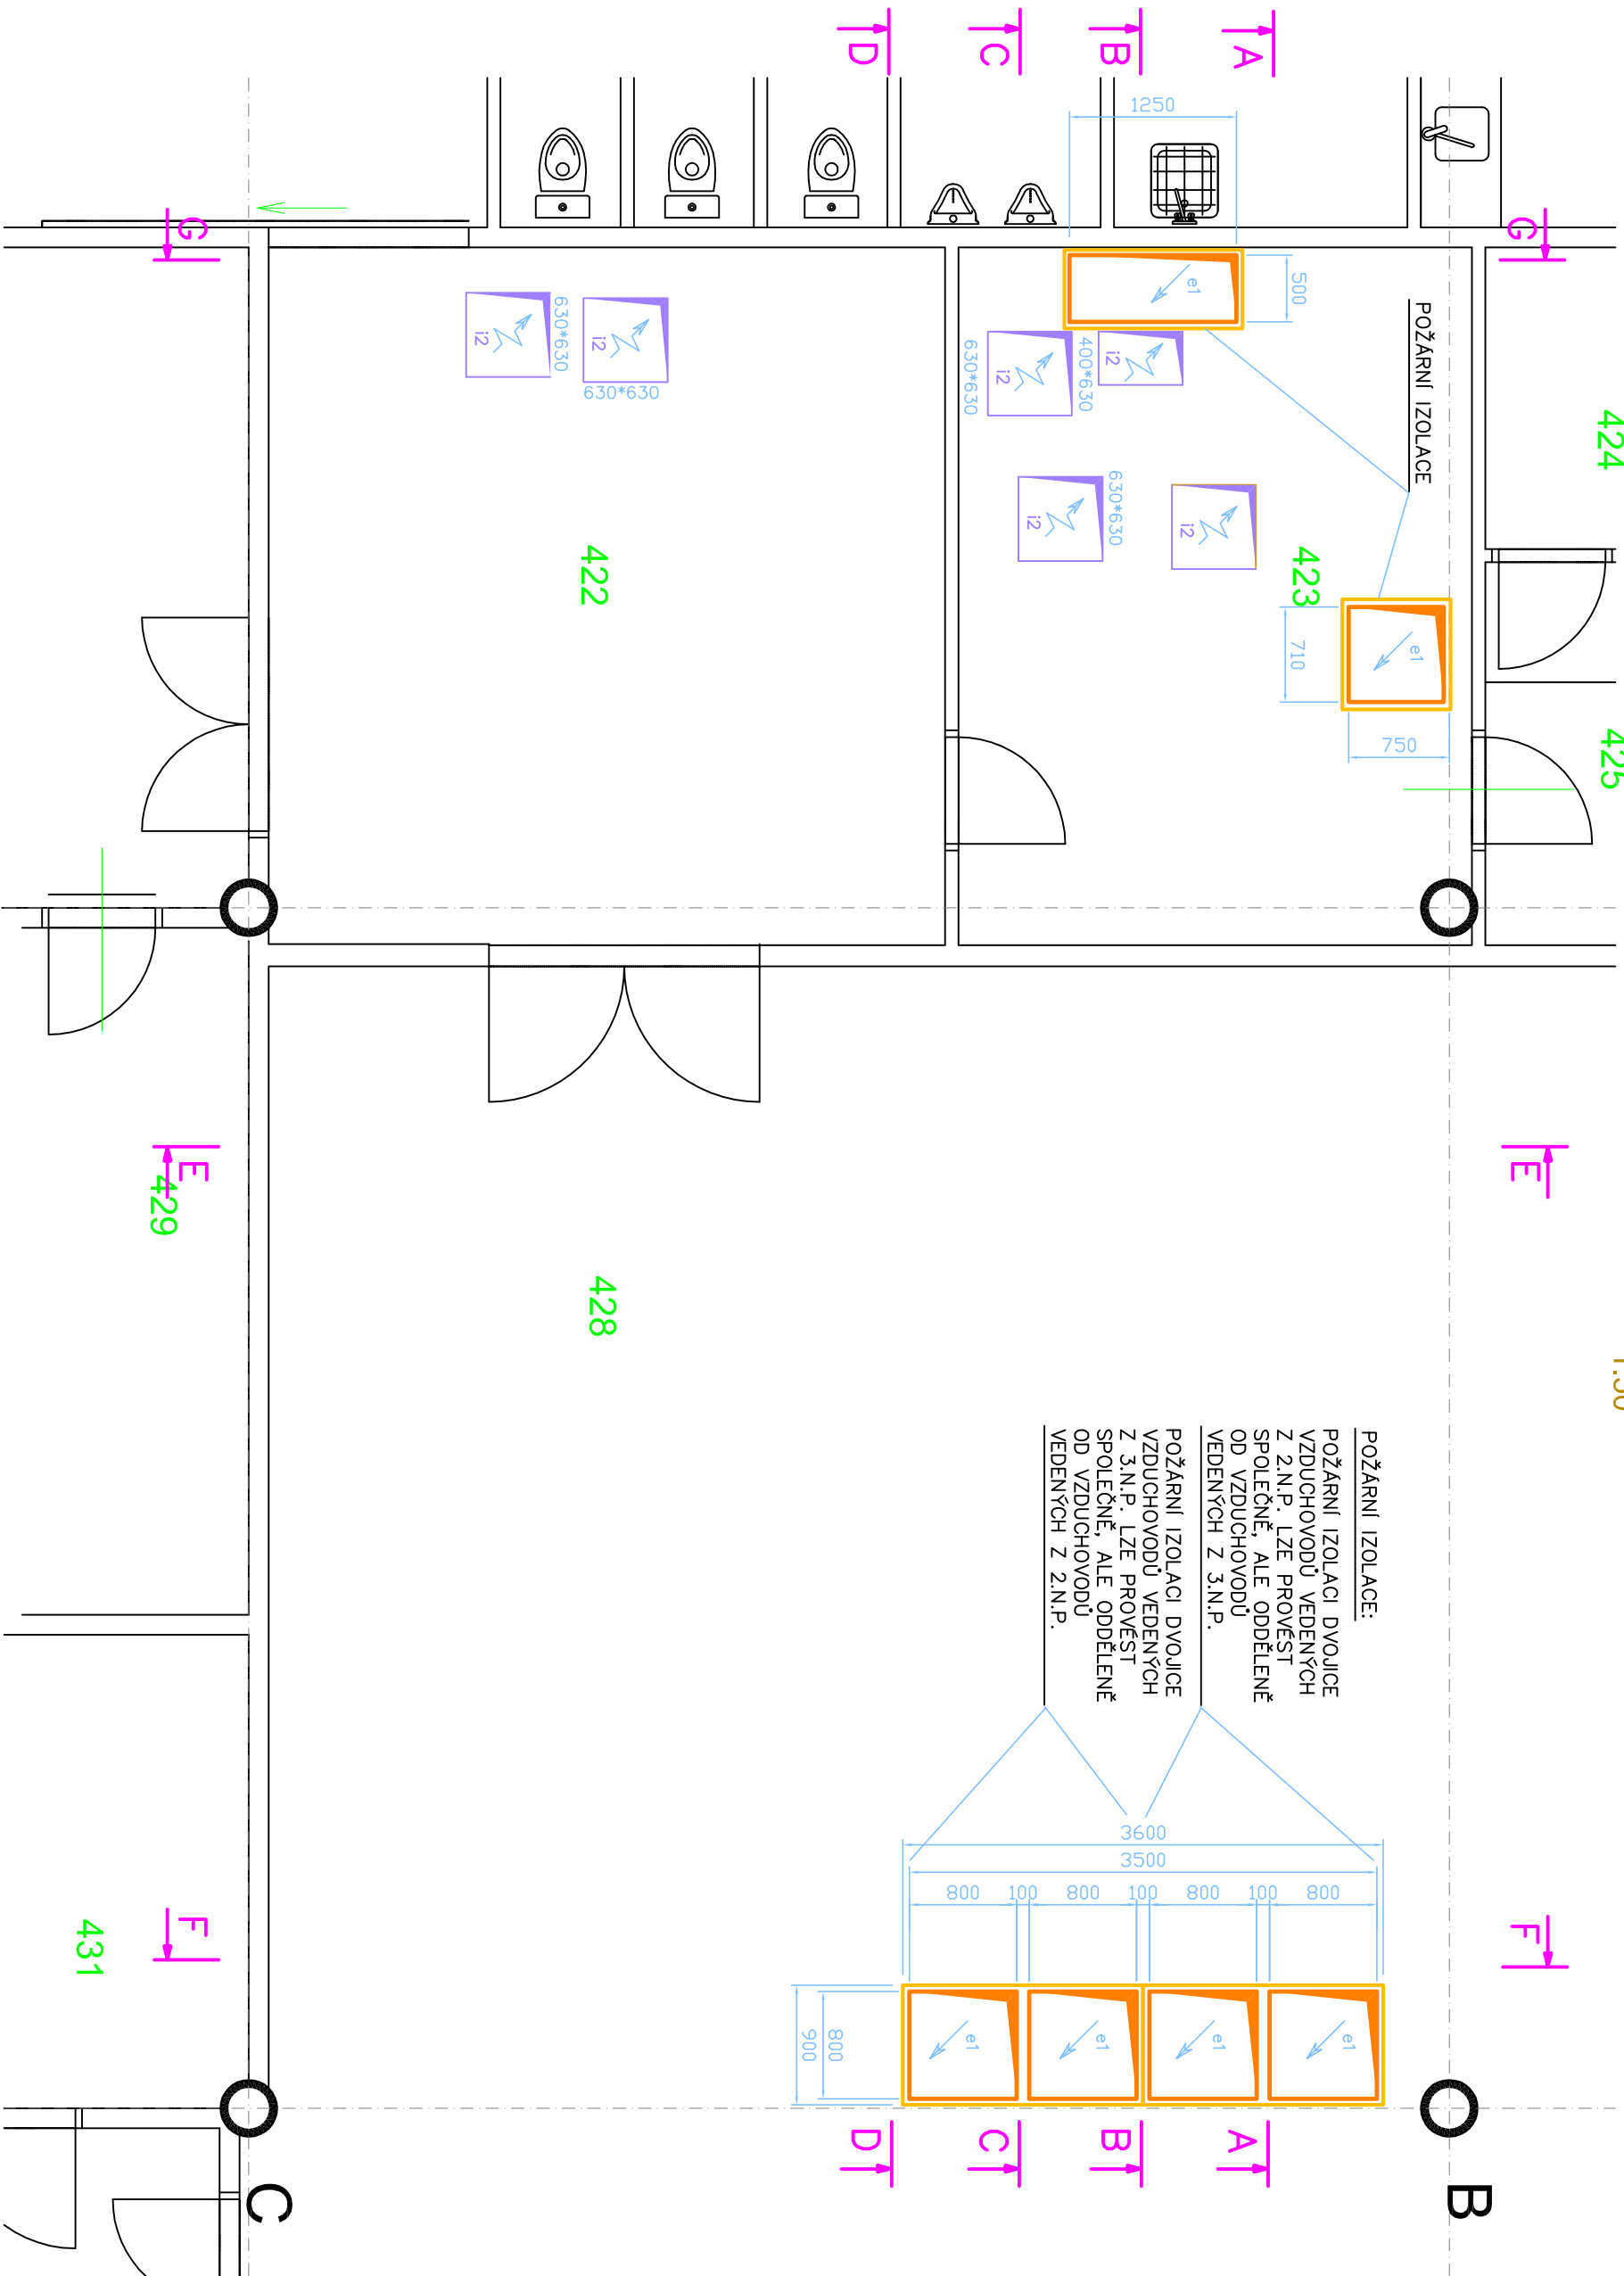 A
B
C
D
1250
G
G
500
e1
POŽÁRNÍ IZOLACE
424
630*630
i2
i2
630*630
i2
400*630
i2
630*630
i2
630*630
i2
422
423
e1
710
750
425
E
E
429
428
POŽÁRNÍ IZOLACE:
POŽÁRNÍ IZOLACI DVOJICE
VZDUCHOVODŮ VEDENÝCH
Z 2.N.P. LZE PROVÉST
SPOLEČNĚ, ALE ODDĚLENĚ
OD VZDUCHOVODŮ
VEDENÝCH Z 3.N.P.
POŽÁRNÍ IZOLACI DVOJICE
VZDUCHOVODŮ VEDENÝCH
Z 3.N.P. LZE PROVÉST
SPOLEČNĚ, ALE ODDĚLENĚ
OD VZDUCHOVODŮ
VEDENÝCH Z 2.N.P.
3600
3500
800 100 800 100 800 100 800
431
F
F
900
800
e1
e1
e1
e1
D
C
B
A
C
B